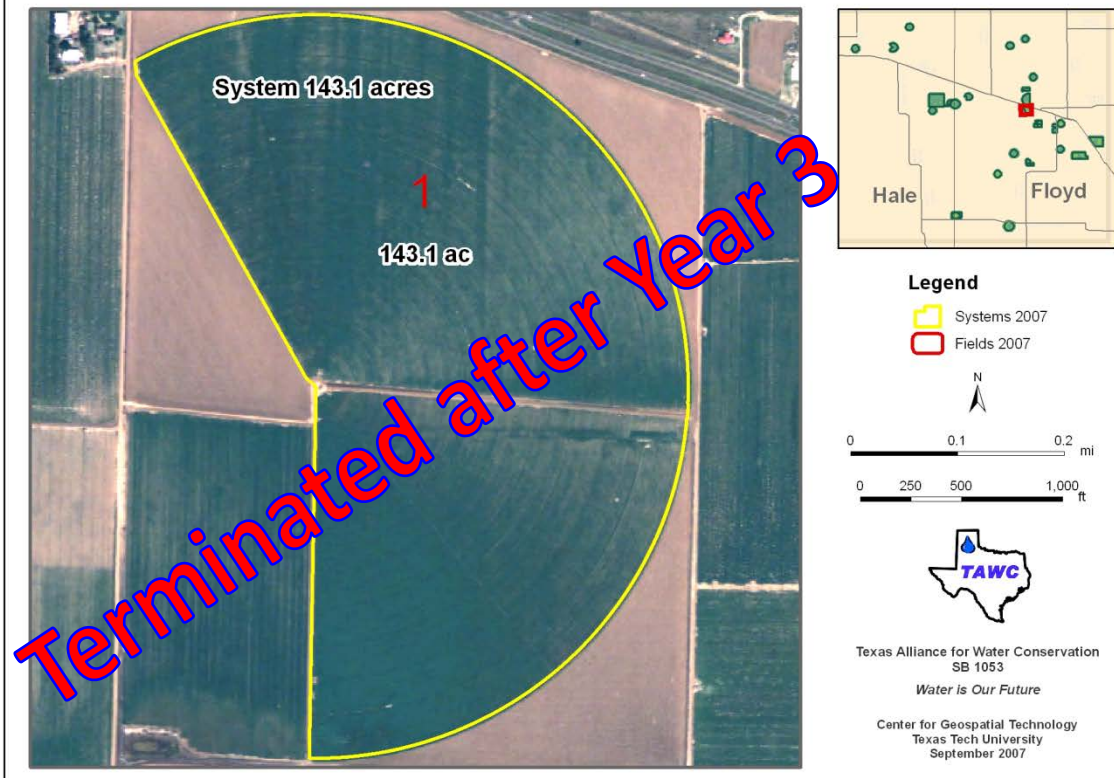 System 143.1 acres
1
143.1 ac
Terminated after Year 3
Hale
Floyd
Legend
Systems 2007
Fields 2007
N
0 0.1 0.2
mi
0 250 500 1,000
ft
TAWC
Texas Alliance for Water Conservation
SB 1053
Water is Our Future
Center for Geospatial Technology
Texas Tech University
September 2007